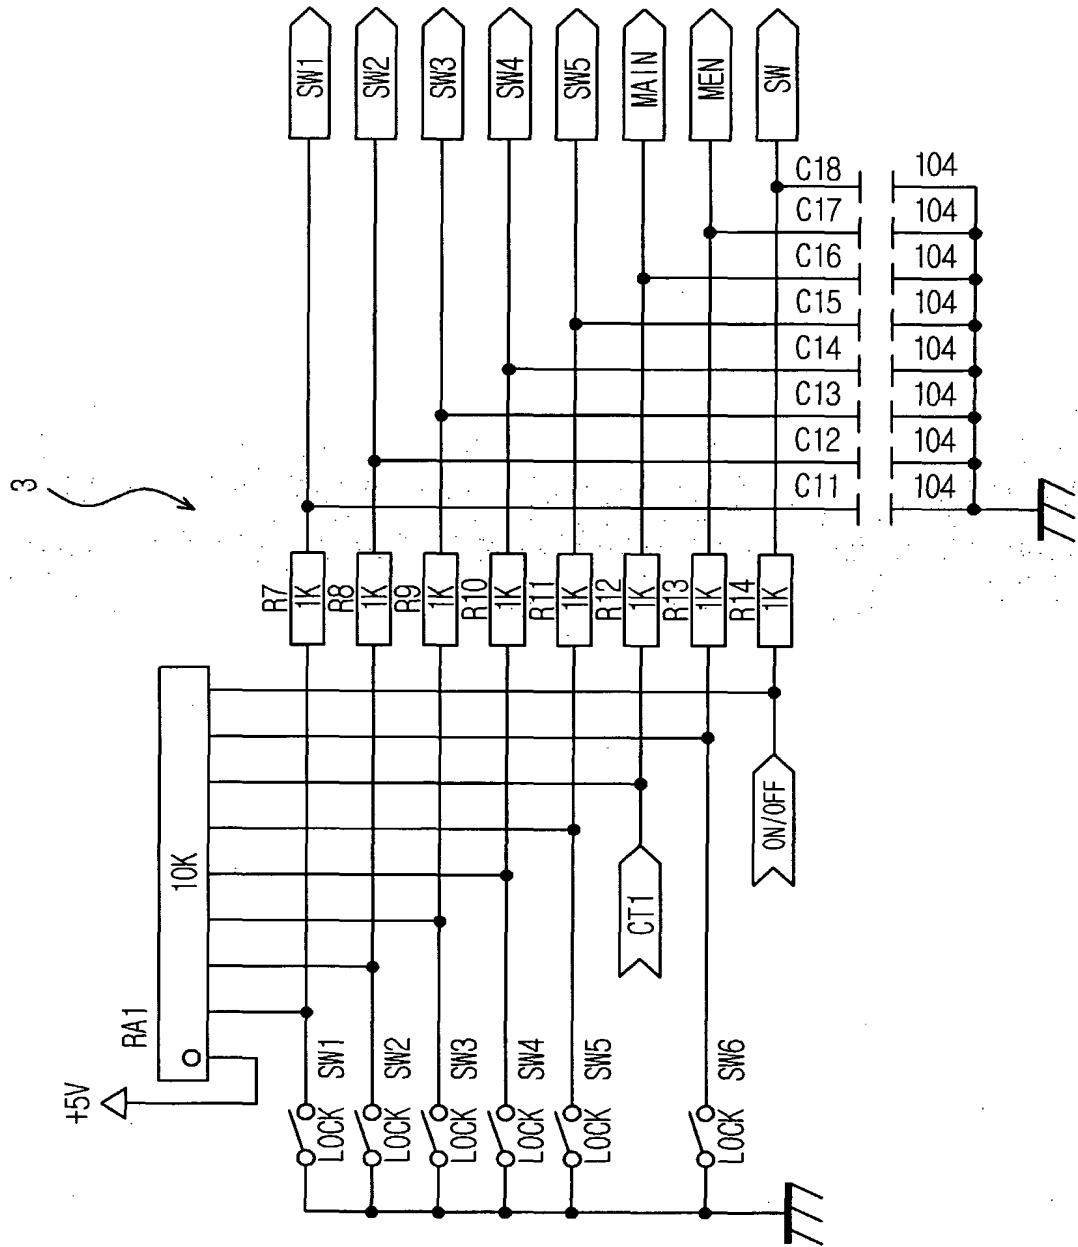 3
+5V
RA1
10K
SW1
LOCK
R7
1K
SW1
SW2
LOCK
R8
1K
SW2
SW3
LOCK
R9
1K
SW3
SW4
LOCK
R10
1K
SW4
SW5
LOCK
R11
1K
SW5
CT1
R12
1K
MAIN
SW6
LOCK
R13
1K
MEN
ON/OFF
R14
1K
SW
C11
104
C12
104
C13
104
C14
104
C15
104
C16
104
C17
104
C18
104